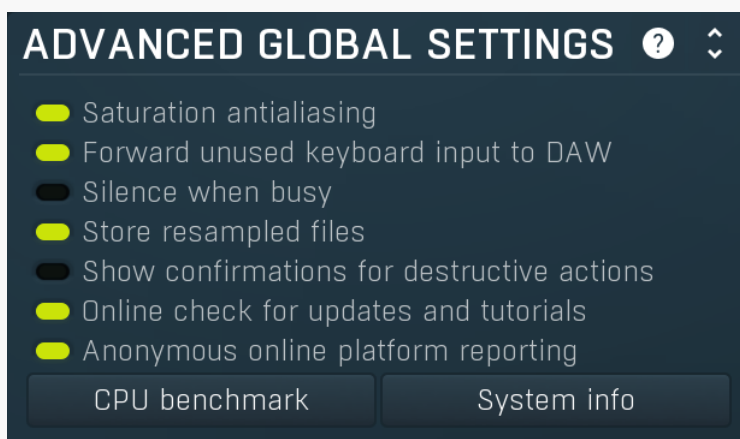 ADVANCED GLOBAL SETTINGS ?
Saturation antialiasing
Forward unused keyboard input to DAW
Silence when busy
Store resampled files
Show confirmations for destructive actions
Online check for updates and tutorials
Anonymous online platform reporting
CPU benchmark System info